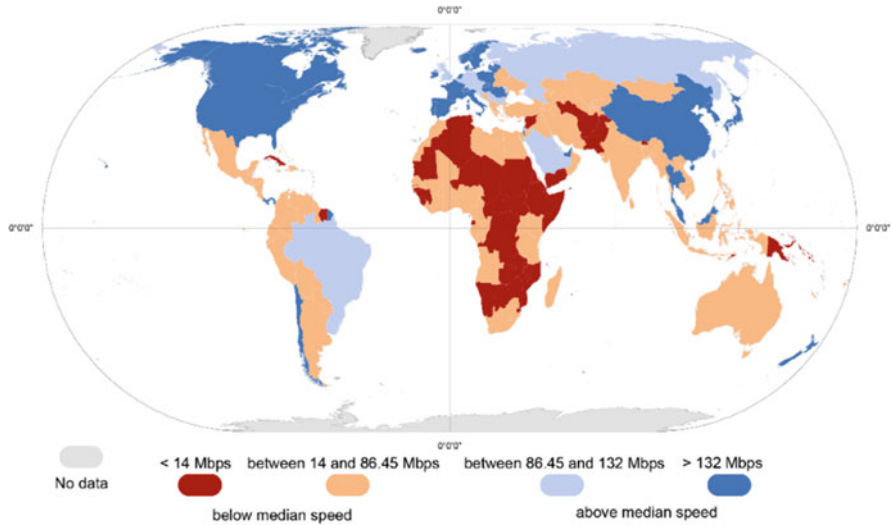 0°0'0"
0°0'0" 0°0'0"
0°0'0"
< 14 Mbps between 14 and 86.45 Mbps between 86.45 and 132 Mbps > 132 Mbps
No data
below median speed above median speed